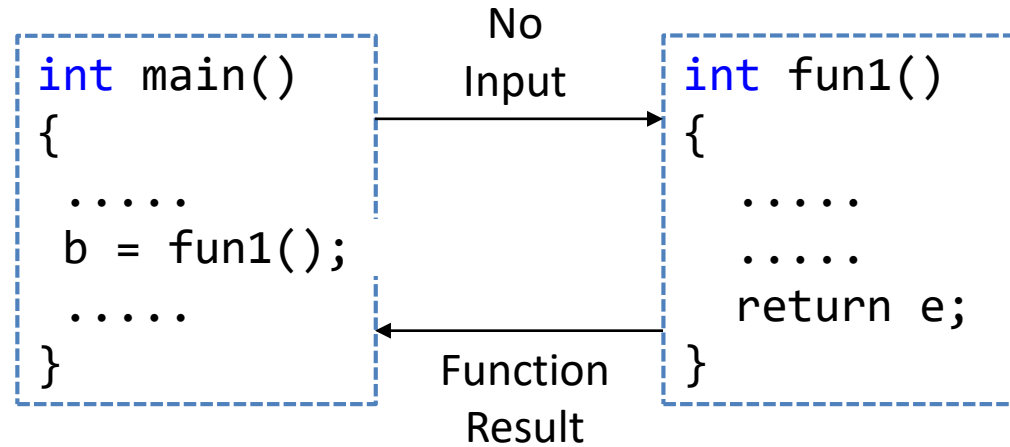 int main()
{
.....
b = fun1();
.....
}
No
Input
Function
Result
int fun1()
{
.....
.....
return e;
}